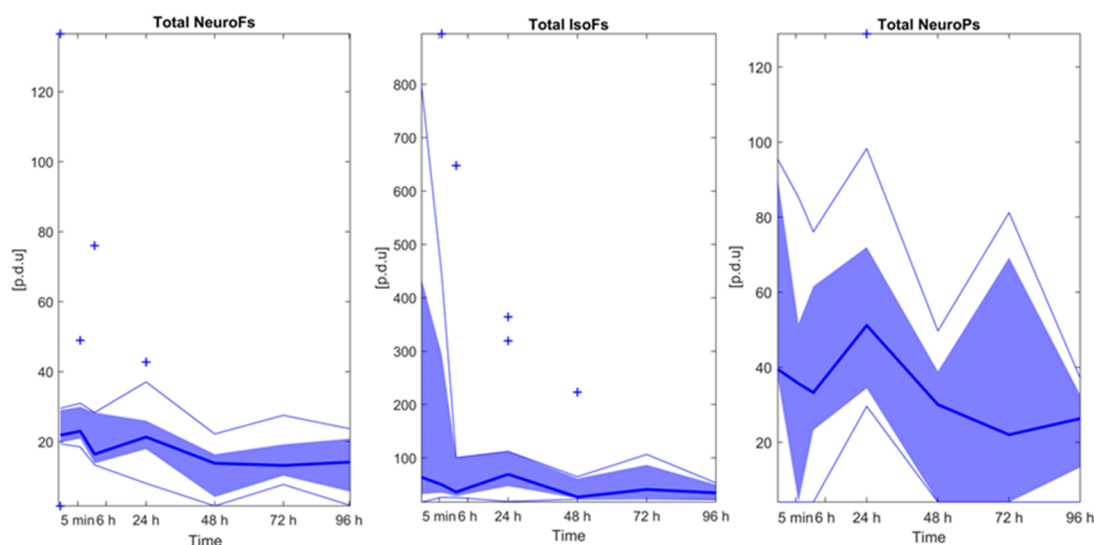 Total NeuroFs
120
100
80
60
40
20
[p.d.u]
5 min 6 h 24 h 48 h 72 h 96 h
Time
Total IsoFs
800
700
600
500
400
300
200
100
[p.d.u]
5 min 6 h 24 h 48 h 72 h 96 h
Time
Total NeuroPs
120
100
80
60
40
20
[p.d.u]
5 min 6 h 24 h 48 h 72 h 96 h
Time